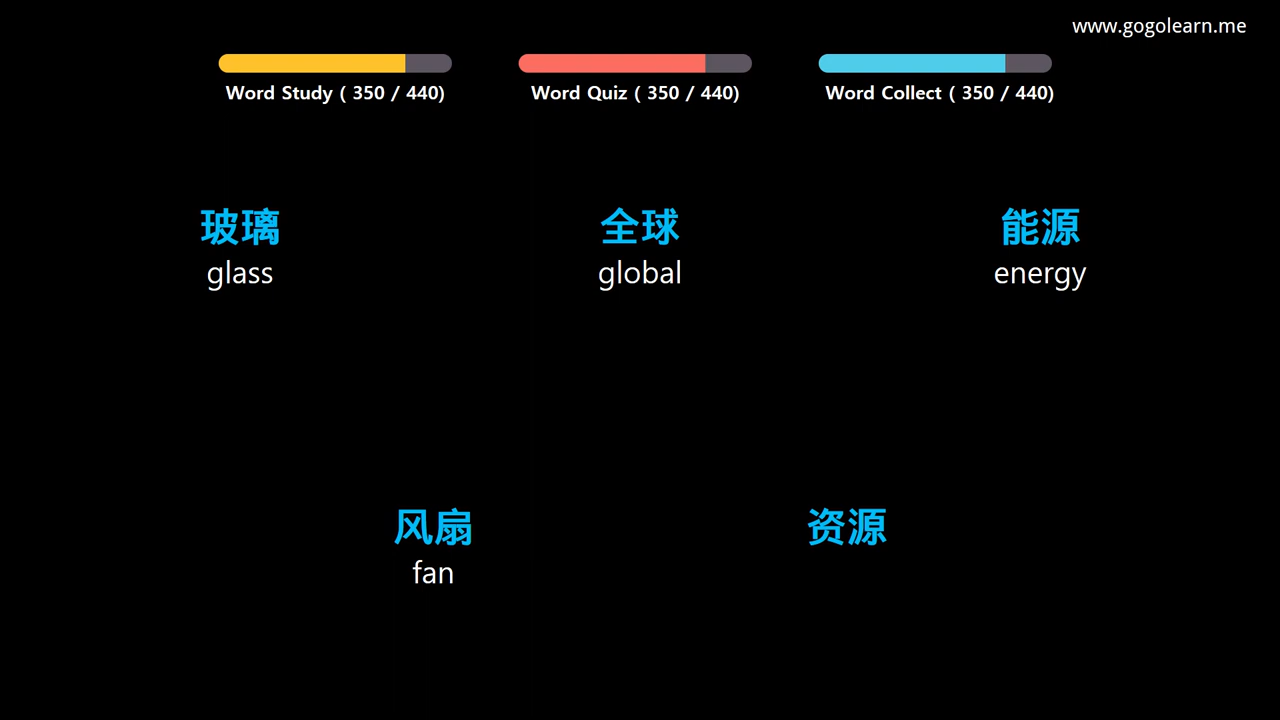 www.gogolearn.me
Word Study ( 350 / 440)
Word Quiz ( 350 / 440)
Word Collect ( 350 / 440)
玻璃
glass
全球
global
能源
energy
风扇
fan
资源